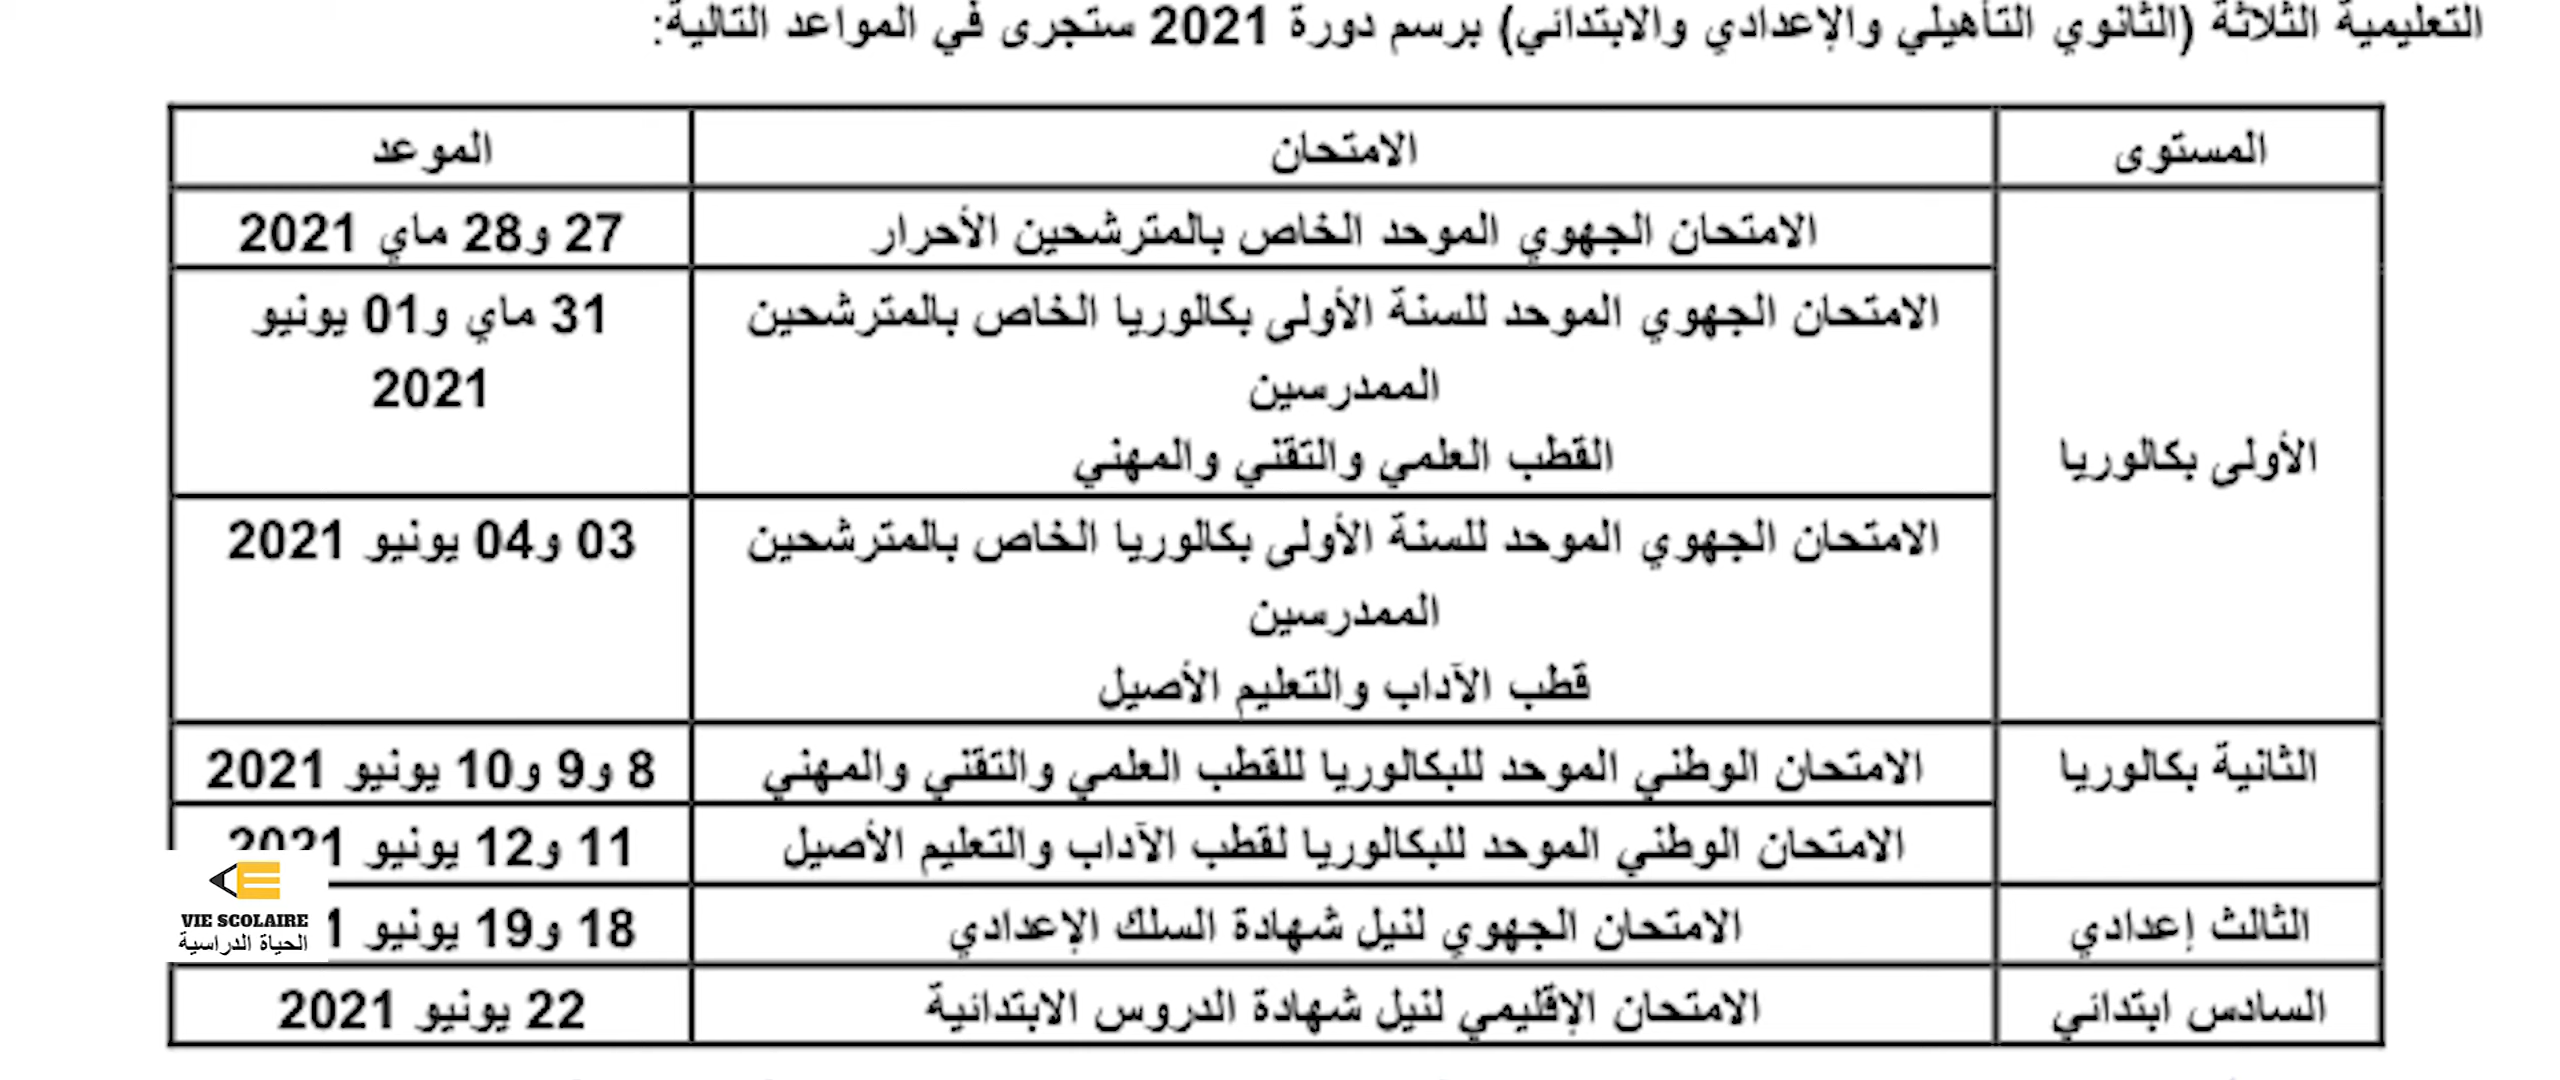 التعليمية الثلاثة (الثانوي التأهيلي والإعدادي والابتدائي) برسم دورة 2021 ستجرى في المواعد التالية:
المستوى الامتحان الموعد
الامتحان الجهوي الموحد الخاص بالمترشحين الأحرار 27 و28 ماي 2021
الامتحان الجهوي الموحد للسنة الأولى بكالوريا الخاص بالمترشحين 31 ماي و01 يونيو
الممدرسين 2021
الأولى بكالوريا القطب العلمي والتقني والمهني
الامتحان الجهوي الموحد للسنة الأولى بكالوريا الخاص بالمترشحين 03 و04 يونيو 2021
الممدرسين
قطب الآداب والتعليم الأصيل
الثانية بكالوريا الامتحان الوطني الموحد للبكالوريا للقطب العلمي والتقني والمهني 8 و9 و10 يونيو 2021
الامتحان الوطني الموحد للبكالوريا لقطب الآداب والتعليم الأصيل 11 و12 يونيو 2021
الثالث إعدادي الامتحان الجهوي لنيل شهادة السلك الإعدادي 18 و19 يونيو 1
السادس ابتدائي الامتحان الإقليمي لنيل شهادة الدروس الابتدائية 22 يونيو 2021
VIE SCOLAIRE
الحياة الدراسية